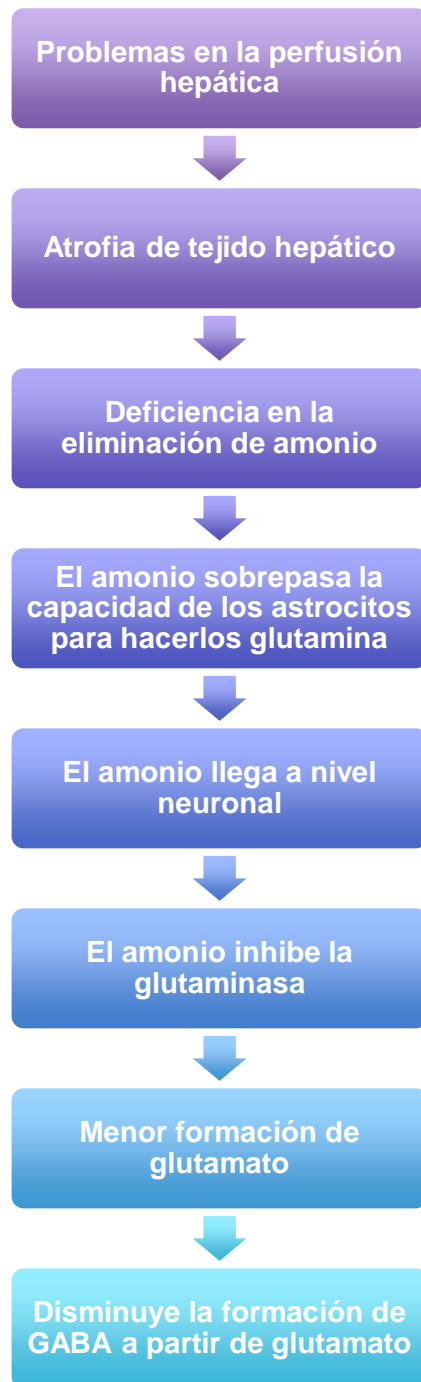 Problemas en la perfusión
hepática
Atrofia de tejido hepático
Deficiencia en la
eliminación de amonio
El amonio sobrepasa la
capacidad de los astrocitos
para hacerlos glutamina
El amonio llega a nivel
neuronal
El amonio inhibe la
glutaminasa
Menor formación de
glutamato
Disminuye la formación de
GABA a partir de glutamato